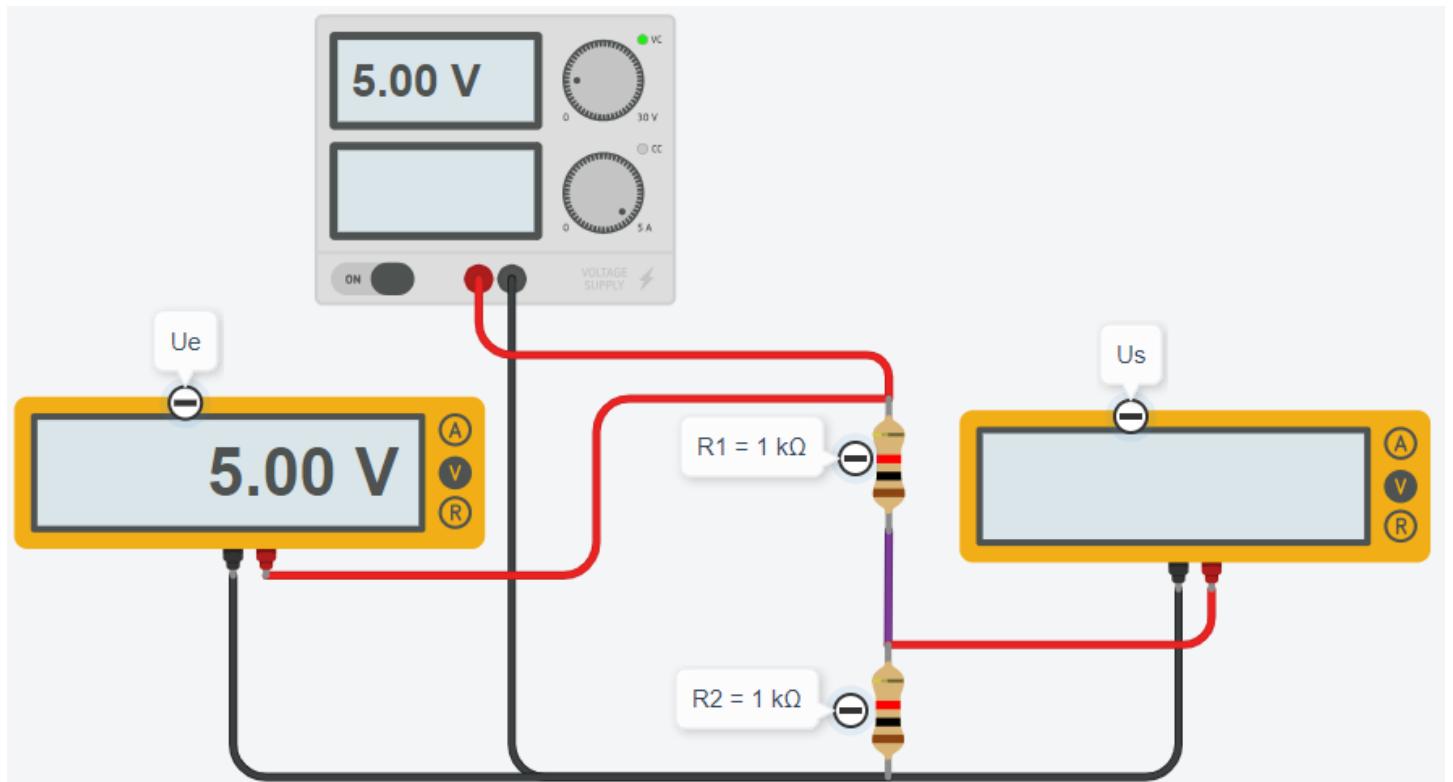 5.00 V
VC
0
30 V
CC
0
5 A
ON
VOLTAGE
SUPPLY
Ue
5.00 V
A
V
R
R1 = 1 kΩ
Us
A
V
R
R2 = 1 kΩ